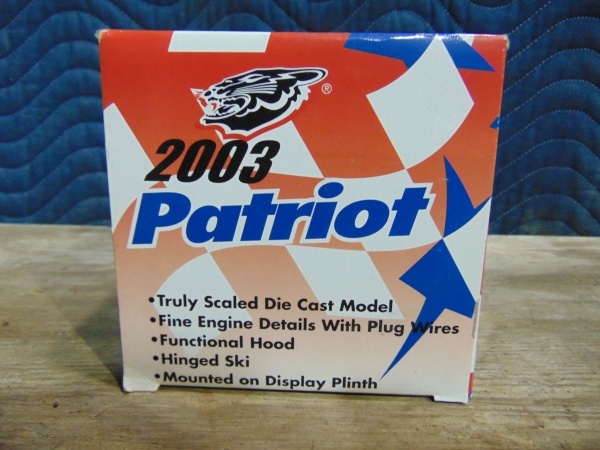 ®
2003
Patriot
•Truly Scaled Die Cast Model
•Fine Engine Details With Plug Wires
•Functional Hood
•Hinged Ski
•Mounted on Display Plinth